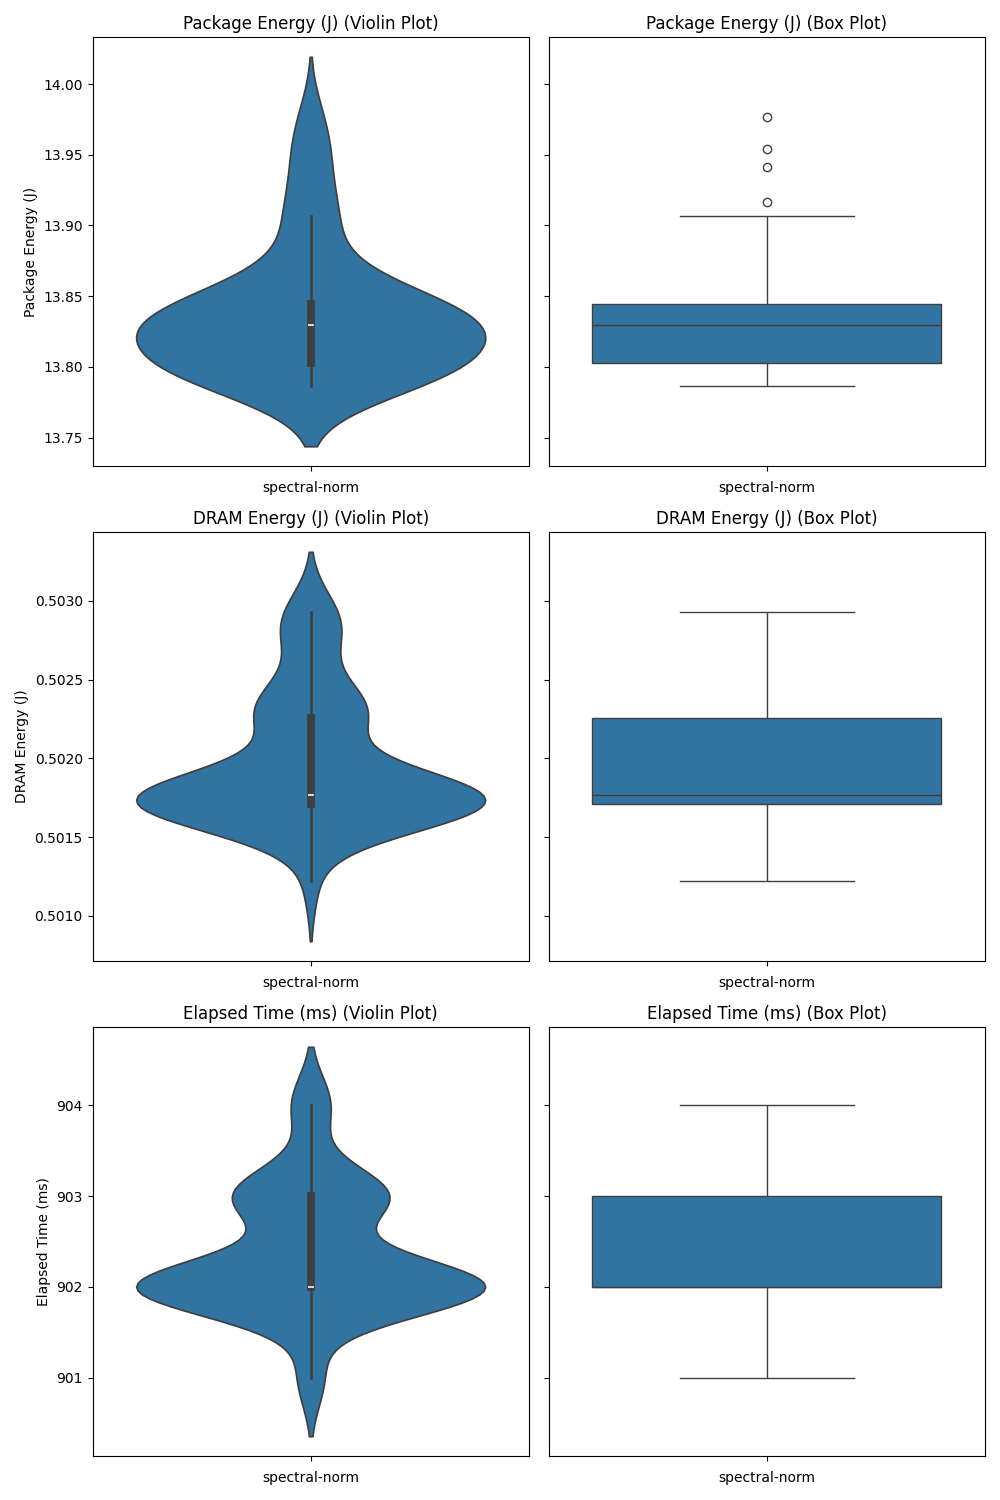 Package Energy (J) (Violin Plot)
Package Energy (J) (Box Plot)
Package Energy (J)
14.00
13.95
13.90
13.85
13.80
13.75
spectral-norm
spectral-norm
DRAM Energy (J) (Violin Plot)
DRAM Energy (J) (Box Plot)
DRAM Energy (J)
0.5030
0.5025
0.5020
0.5015
0.5010
spectral-norm
spectral-norm
Elapsed Time (ms) (Violin Plot)
Elapsed Time (ms) (Box Plot)
Elapsed Time (ms)
904
903
902
901
spectral-norm
spectral-norm